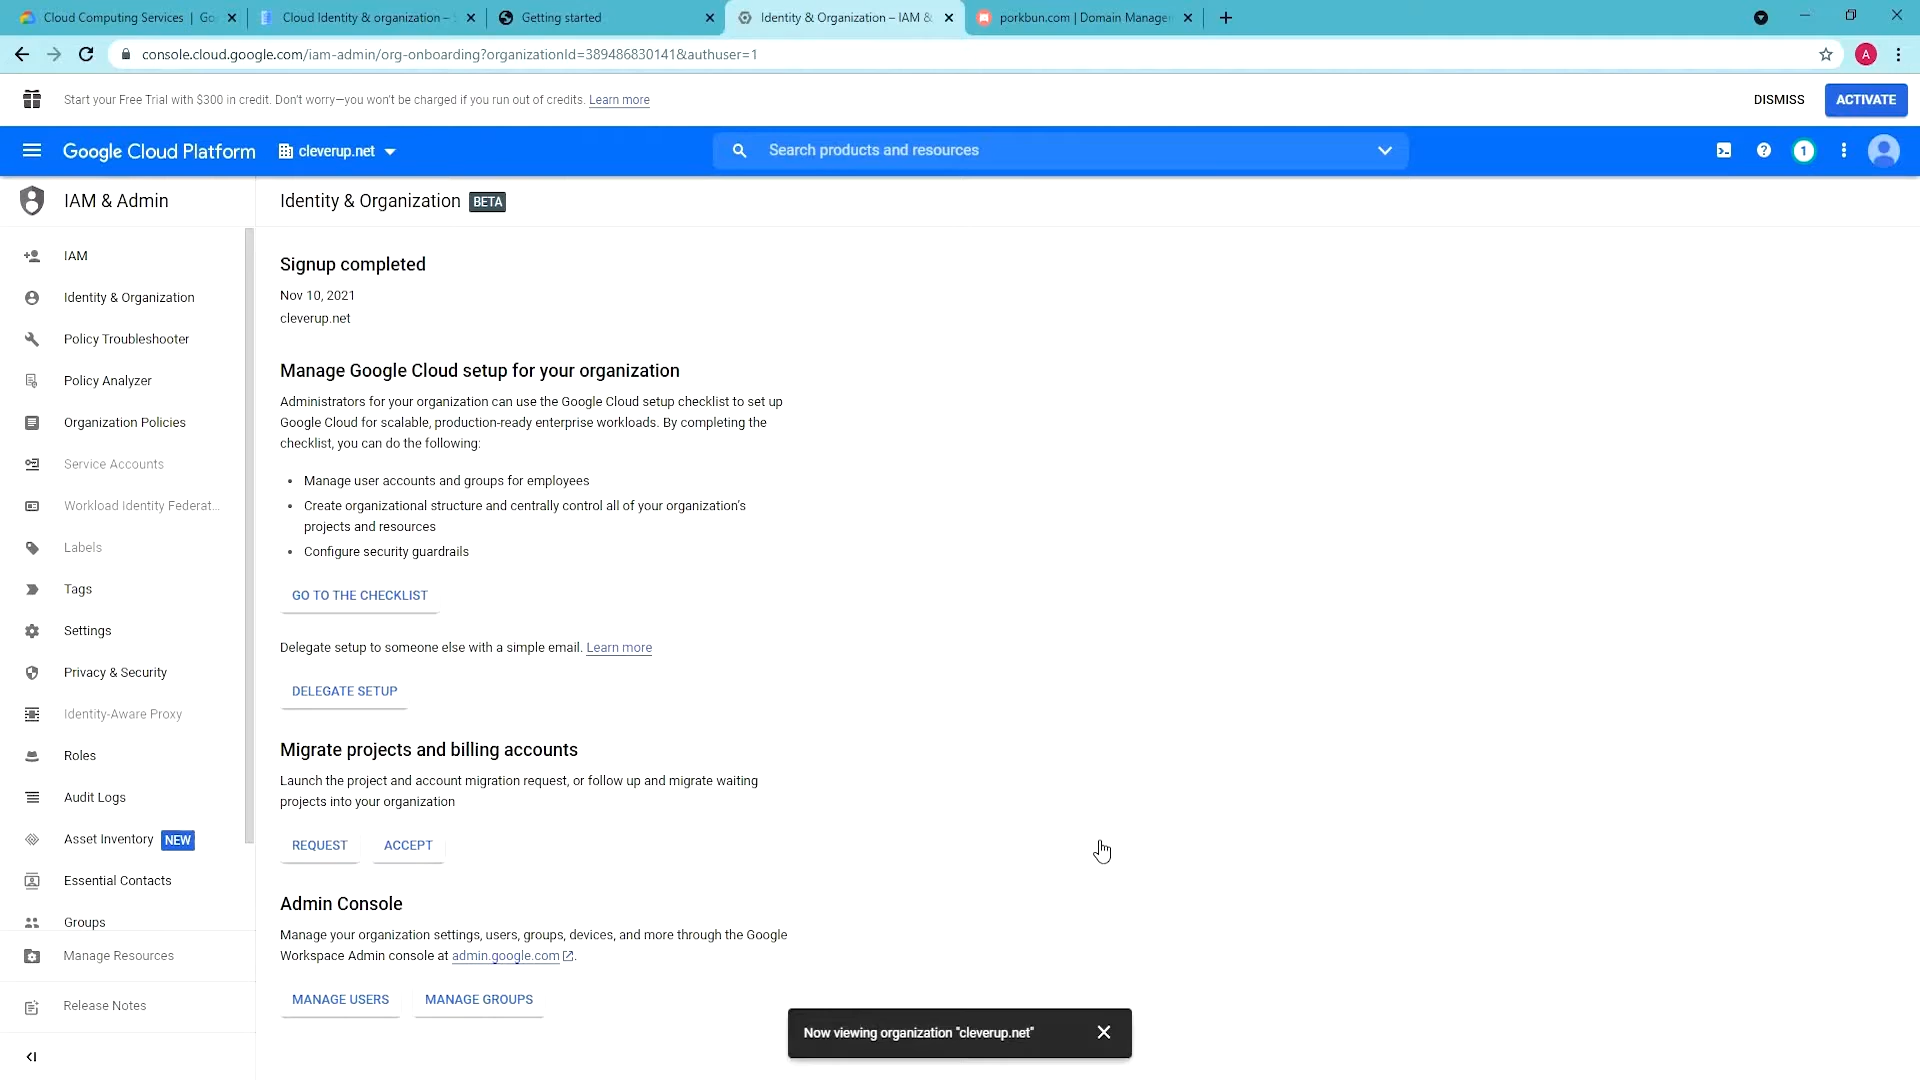 Cloud Computing Services | Go
Cloud Identity & organization –
Getting started
Identity & Organization – IAM &
porkbun.com | Domain Manage
console.cloud.google.com/iam-admin/org-onboarding?organizationId=389486830141&authuser=1
A
Start your Free Trial with $300 in credit. Don't worry—you won't be charged if you run out of credits. Learn more
DISMISS
ACTIVATE
Google Cloud Platform
cleverup.net
Search products and resources
1
IAM & Admin
Identity & Organization BETA
IAM
Identity & Organization
Policy Troubleshooter
Policy Analyzer
Organization Policies
Service Accounts
Workload Identity Federat...
Labels
Tags
Settings
Privacy & Security
Identity-Aware Proxy
Roles
Audit Logs
Asset Inventory NEW
Essential Contacts
Groups
Manage Resources
Release Notes
Signup completed
Nov 10, 2021
cleverup.net
Manage Google Cloud setup for your organization
Administrators for your organization can use the Google Cloud setup checklist to set up
Google Cloud for scalable, production-ready enterprise workloads. By completing the
checklist, you can do the following:
• Manage user accounts and groups for employees
• Create organizational structure and centrally control all of your organization's
projects and resources
• Configure security guardrails
GO TO THE CHECKLIST
Delegate setup to someone else with a simple email. Learn more
DELEGATE SETUP
Migrate projects and billing accounts
Launch the project and account migration request, or follow up and migrate waiting
projects into your organization
REQUEST
ACCEPT
Admin Console
Manage your organization settings, users, groups, devices, and more through the Google
Workspace Admin console at admin.google.com.
MANAGE USERS
MANAGE GROUPS
Now viewing organization "cleverup.net"